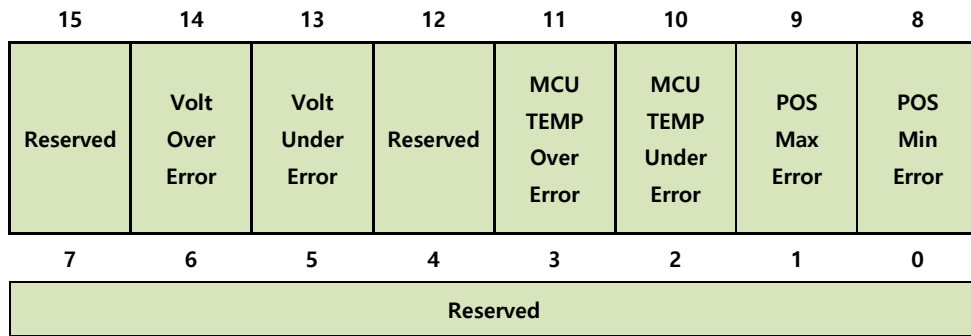 15 14 13 12 11 10 9 8
Reserved
Volt
Over
Error
Volt
Under
Error
Reserved
MCU
TEMP
Over
Error
MCU
TEMP
Under
Error
POS
Max
Error
POS
Min
Error
7 6 5 4 3 2 1 0
Reserved